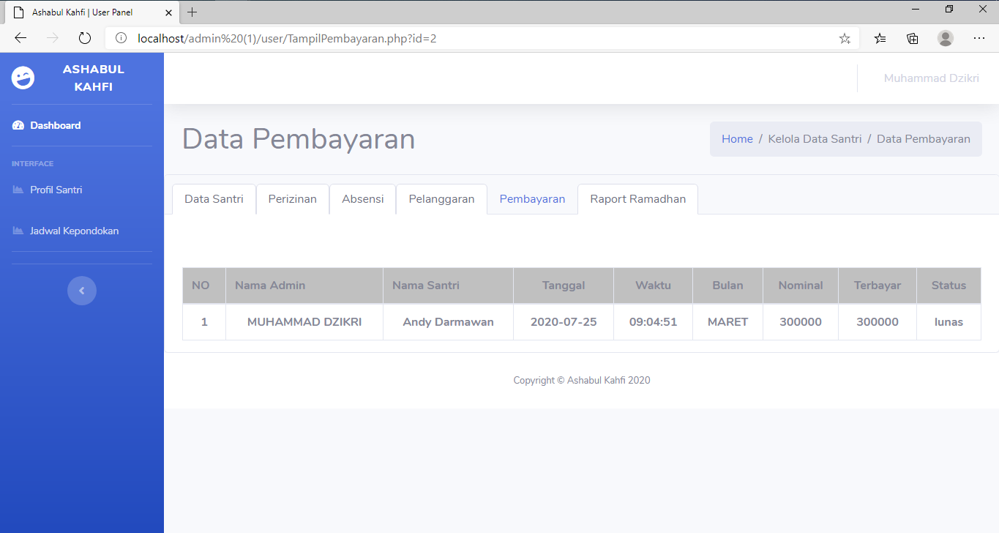 Ashabul Kahfi | User Panel
localhost/admin%20(1)/user/TampilPembayaran.php?id=2
ASHABUL
KAHFI
Muhammad Dzikri
Dashboard
INTERFACE
Profil Santri
Jadwal Kepondokan
Data Pembayaran
Home / Kelola Data Santri / Data Pembayaran
Data Santri Perizinan Absensi Pelanggaran Pembayaran Raport Ramadhan
NO Nama Admin Nama Santri Tanggal Waktu Bulan Nominal Terbayar Status
1 MUHAMMAD DZIKRI Andy Darmawan 2020-07-25 09:04:51 MARET 300000 300000 lunas
Copyright © Ashabul Kahfi 2020